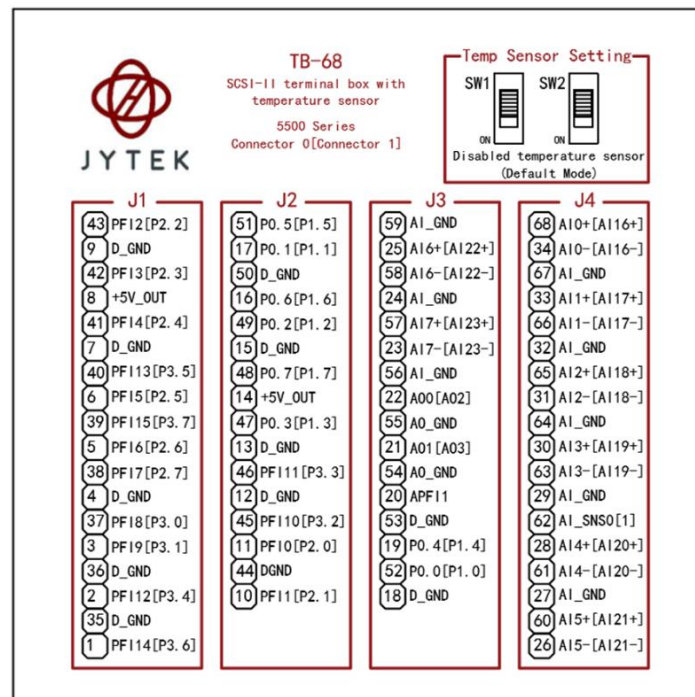 JYTEK
TB-68
SCSI-II terminal box with
temperature sensor
5500 Series
Connector 0[Connector 1]
Temp Sensor Setting
SW1
SW2
ON
ON
Disabled temperature sensor
(Default Mode)
J1
43 PFI2[P2.2]
9 D_GND
42 PFI3[P2.3]
8 +5V_OUT
41 PFI4[P2.4]
7 D_GND
40 PFI13[P3.5]
6 PFI5[P2.5]
39 PFI15[P3.7]
5 PFI6[P2.6]
38 PFI7[P2.7]
4 D_GND
37 PFI8[P3.0]
3 PFI9[P3.1]
36 D_GND
2 PFI12[P3.4]
35 D_GND
1 PFI14[P3.6]
J2
51 P0.5[P1.5]
17 P0.1[P1.1]
50 D_GND
16 P0.6[P1.6]
49 P0.2[P1.2]
15 D_GND
48 P0.7[P1.7]
14 +5V_OUT
47 P0.3[P1.3]
13 D_GND
46 PFI11[P3.3]
12 D_GND
45 PFI10[P3.2]
11 PFI0[P2.0]
44 DGND
10 PFI1[P2.1]
J3
59 AI_GND
25 AI6+[AI22+]
58 AI6-[AI22-]
24 AI_GND
57 AI7+[AI23+]
23 AI7-[AI23-]
56 AI_GND
22 AO0[AO2]
55 AO_GND
21 AO1[AO3]
54 AO_GND
20 APFI1
53 D_GND
19 P0.4[P1.4]
52 P0.0[P1.0]
18 D_GND
J4
68 AI0+[AI16+]
34 AI0-[AI16-]
67 AI_GND
33 AI1+[AI17+]
66 AI1-[AI17-]
32 AI_GND
65 AI2+[AI18+]
31 AI2-[AI18-]
64 AI_GND
30 AI3+[AI19+]
63 AI3-[AI19-]
29 AI_GND
62 AI_SNS0[1]
28 AI4+[AI20+]
61 AI4-[AI20-]
27 AI_GND
60 AI5+[AI21+]
26 AI5-[AI21-]